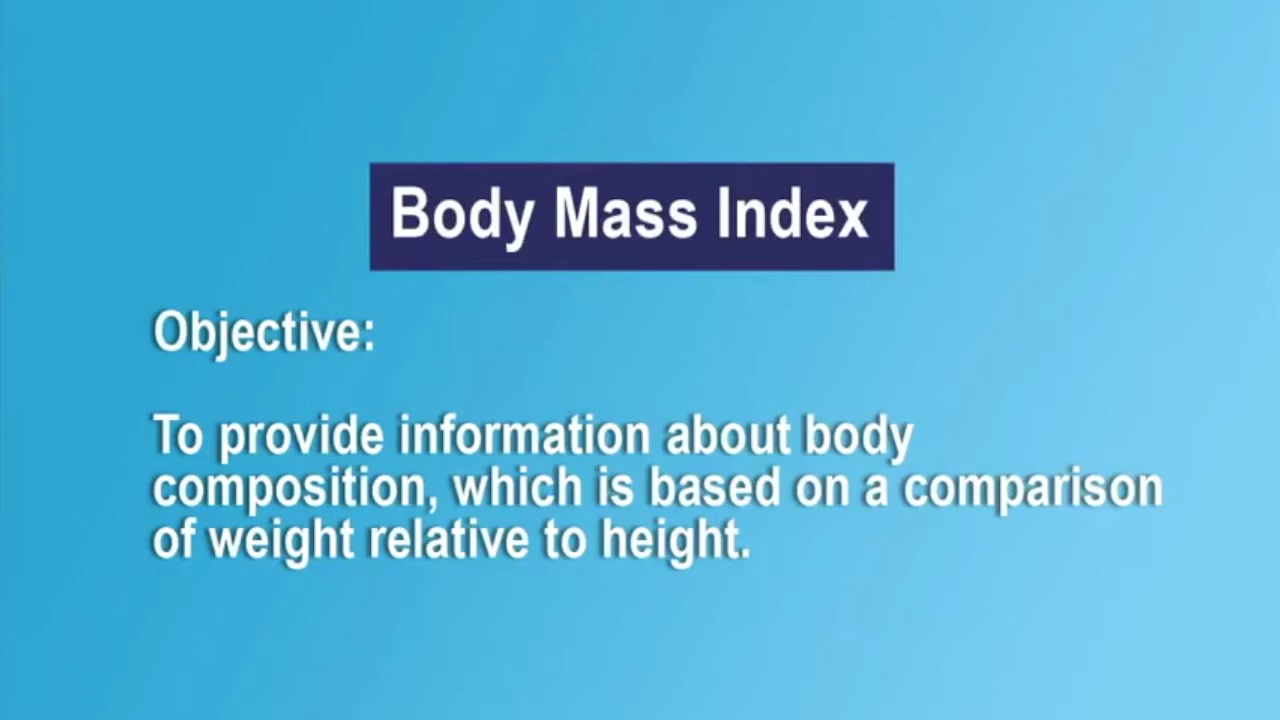 Body Mass Index
Objective:
To provide information about body
composition, which is based on a comparison
of weight relative to height.